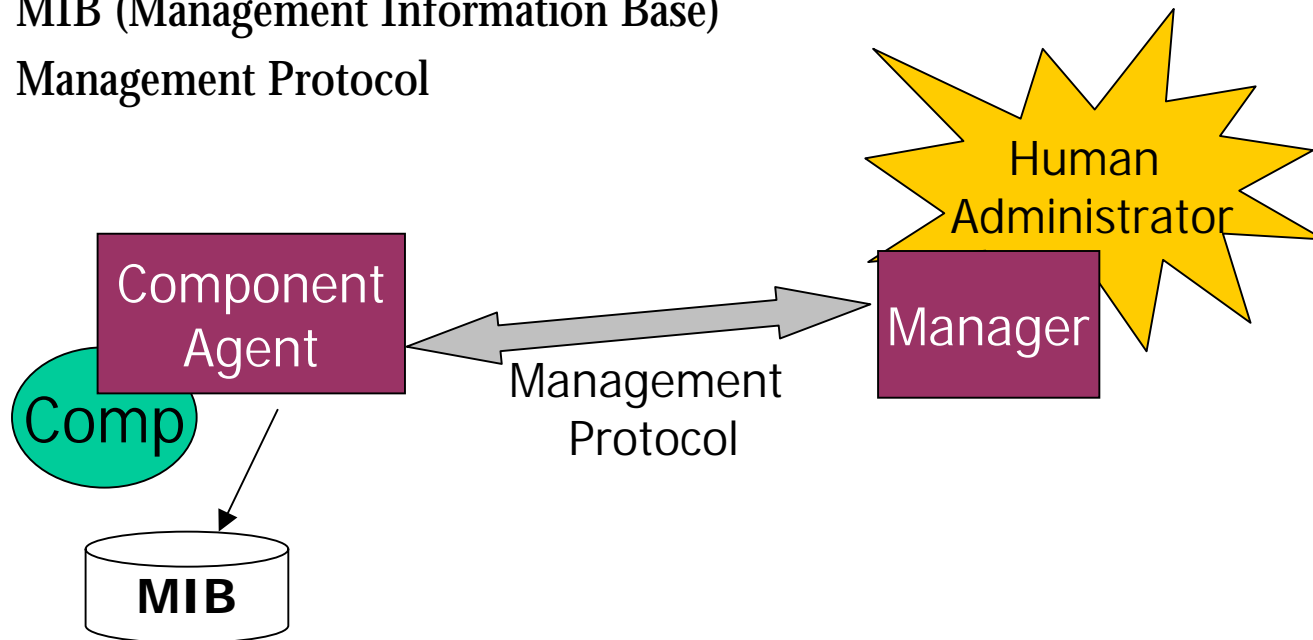 MIB (Management Information Base)
Management Protocol
Human
Administrator
Component
Agent
Manager
Management
Protocol
Comp
MIB